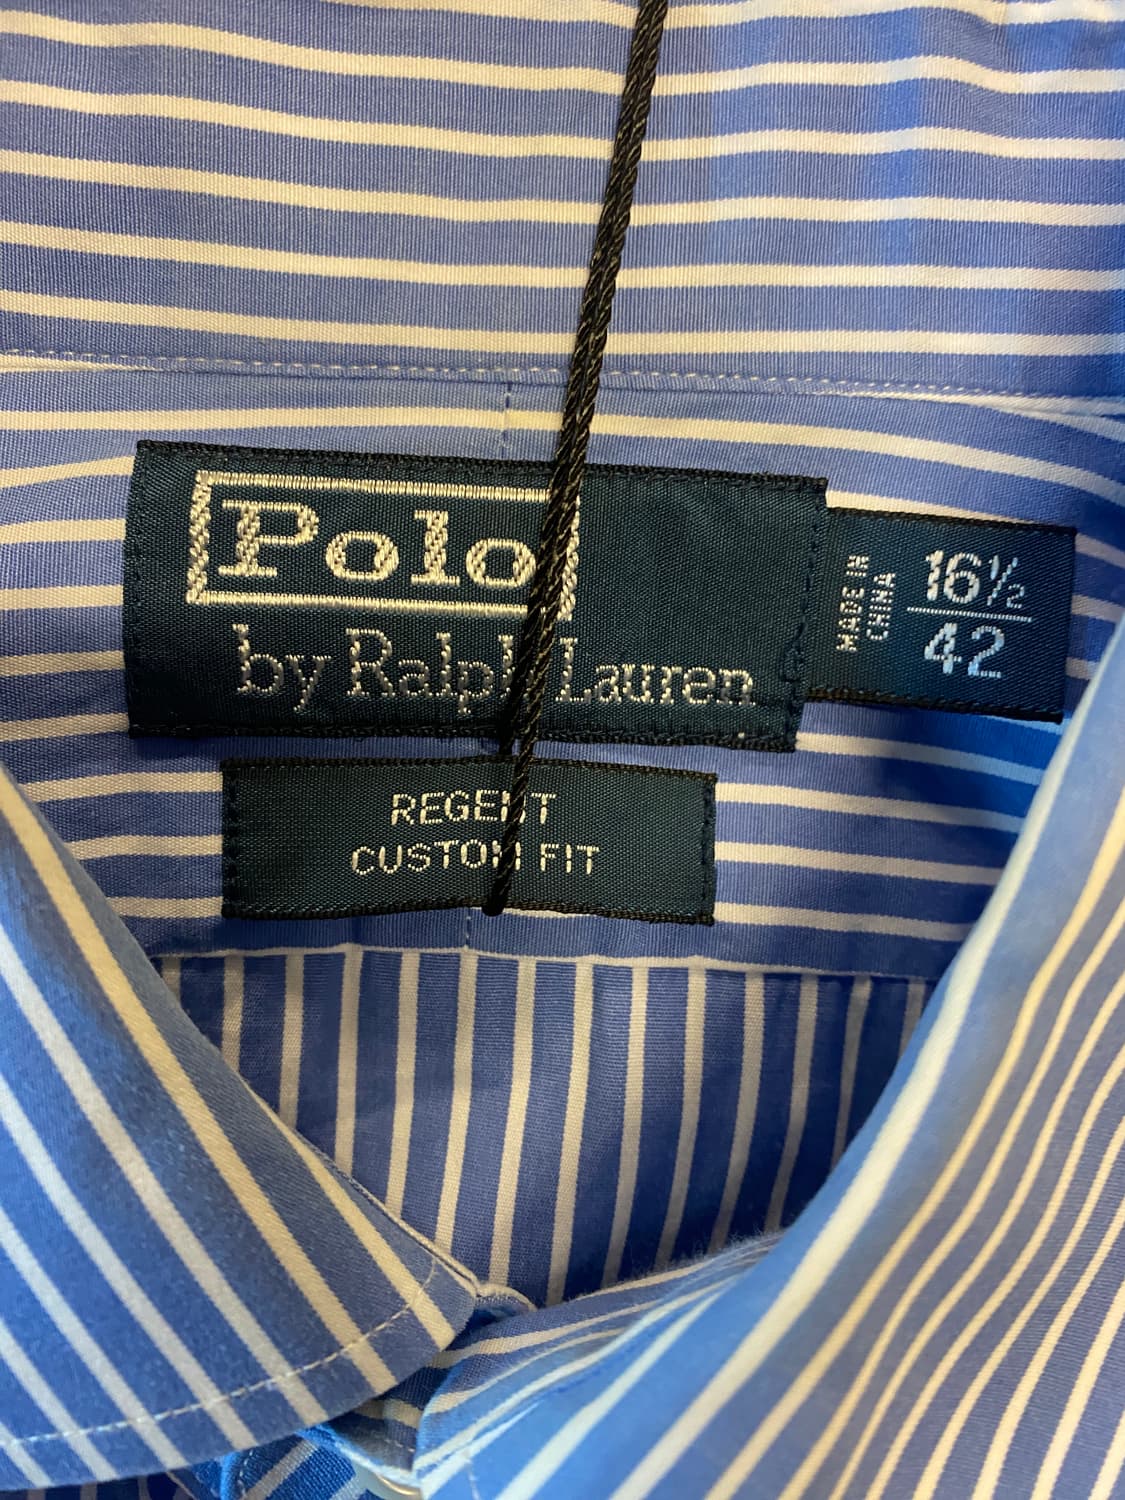 Polo
by Ralph Lauren
MADE IN
CHINA
16½
42
REGENT
CUSTOM FIT